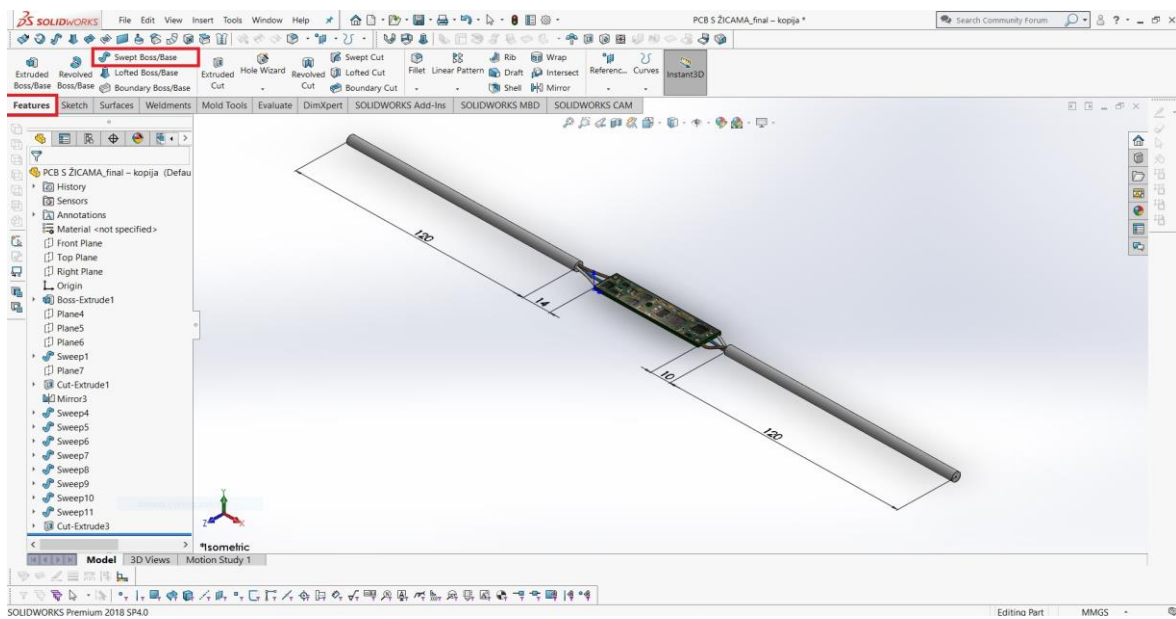 SOLIDWORKS File Edit View Insert Tools Window Help PCB S ŽICAMA_final – kopija * Search Community Forum
Extruded Boss/Base Revolved Boss/Base Swept Boss/Base Lofted Boss/Base Boundary Boss/Base Extruded Cut Hole Wizard Revolved Cut Swept Cut Lofted Cut Boundary Cut Fillet Linear Pattern Rib Draft Shell Wrap Intersect Mirror Referenc... Curves Instant3D
Features Sketch Surfaces Weldments Mold Tools Evaluate DimXpert SOLIDWORKS Add-Ins SOLIDWORKS MBD SOLIDWORKS CAM
PCB S ŽICAMA_final – kopija (Defau
History
Sensors
Annotations
Material <not specified>
Front Plane
Top Plane
Right Plane
Origin
Boss-Extrude1
Plane4
Plane5
Plane6
Sweep1
Plane7
Cut-Extrude1
Mirror3
Sweep4
Sweep5
Sweep6
Sweep7
Sweep8
Sweep9
Sweep10
Sweep11
Cut-Extrude3
120
14
10
120
Y
Z X
*Isometric
Model 3D Views Motion Study 1
SOLIDWORKS Premium 2018 SP4.0 Editing Part MMGS